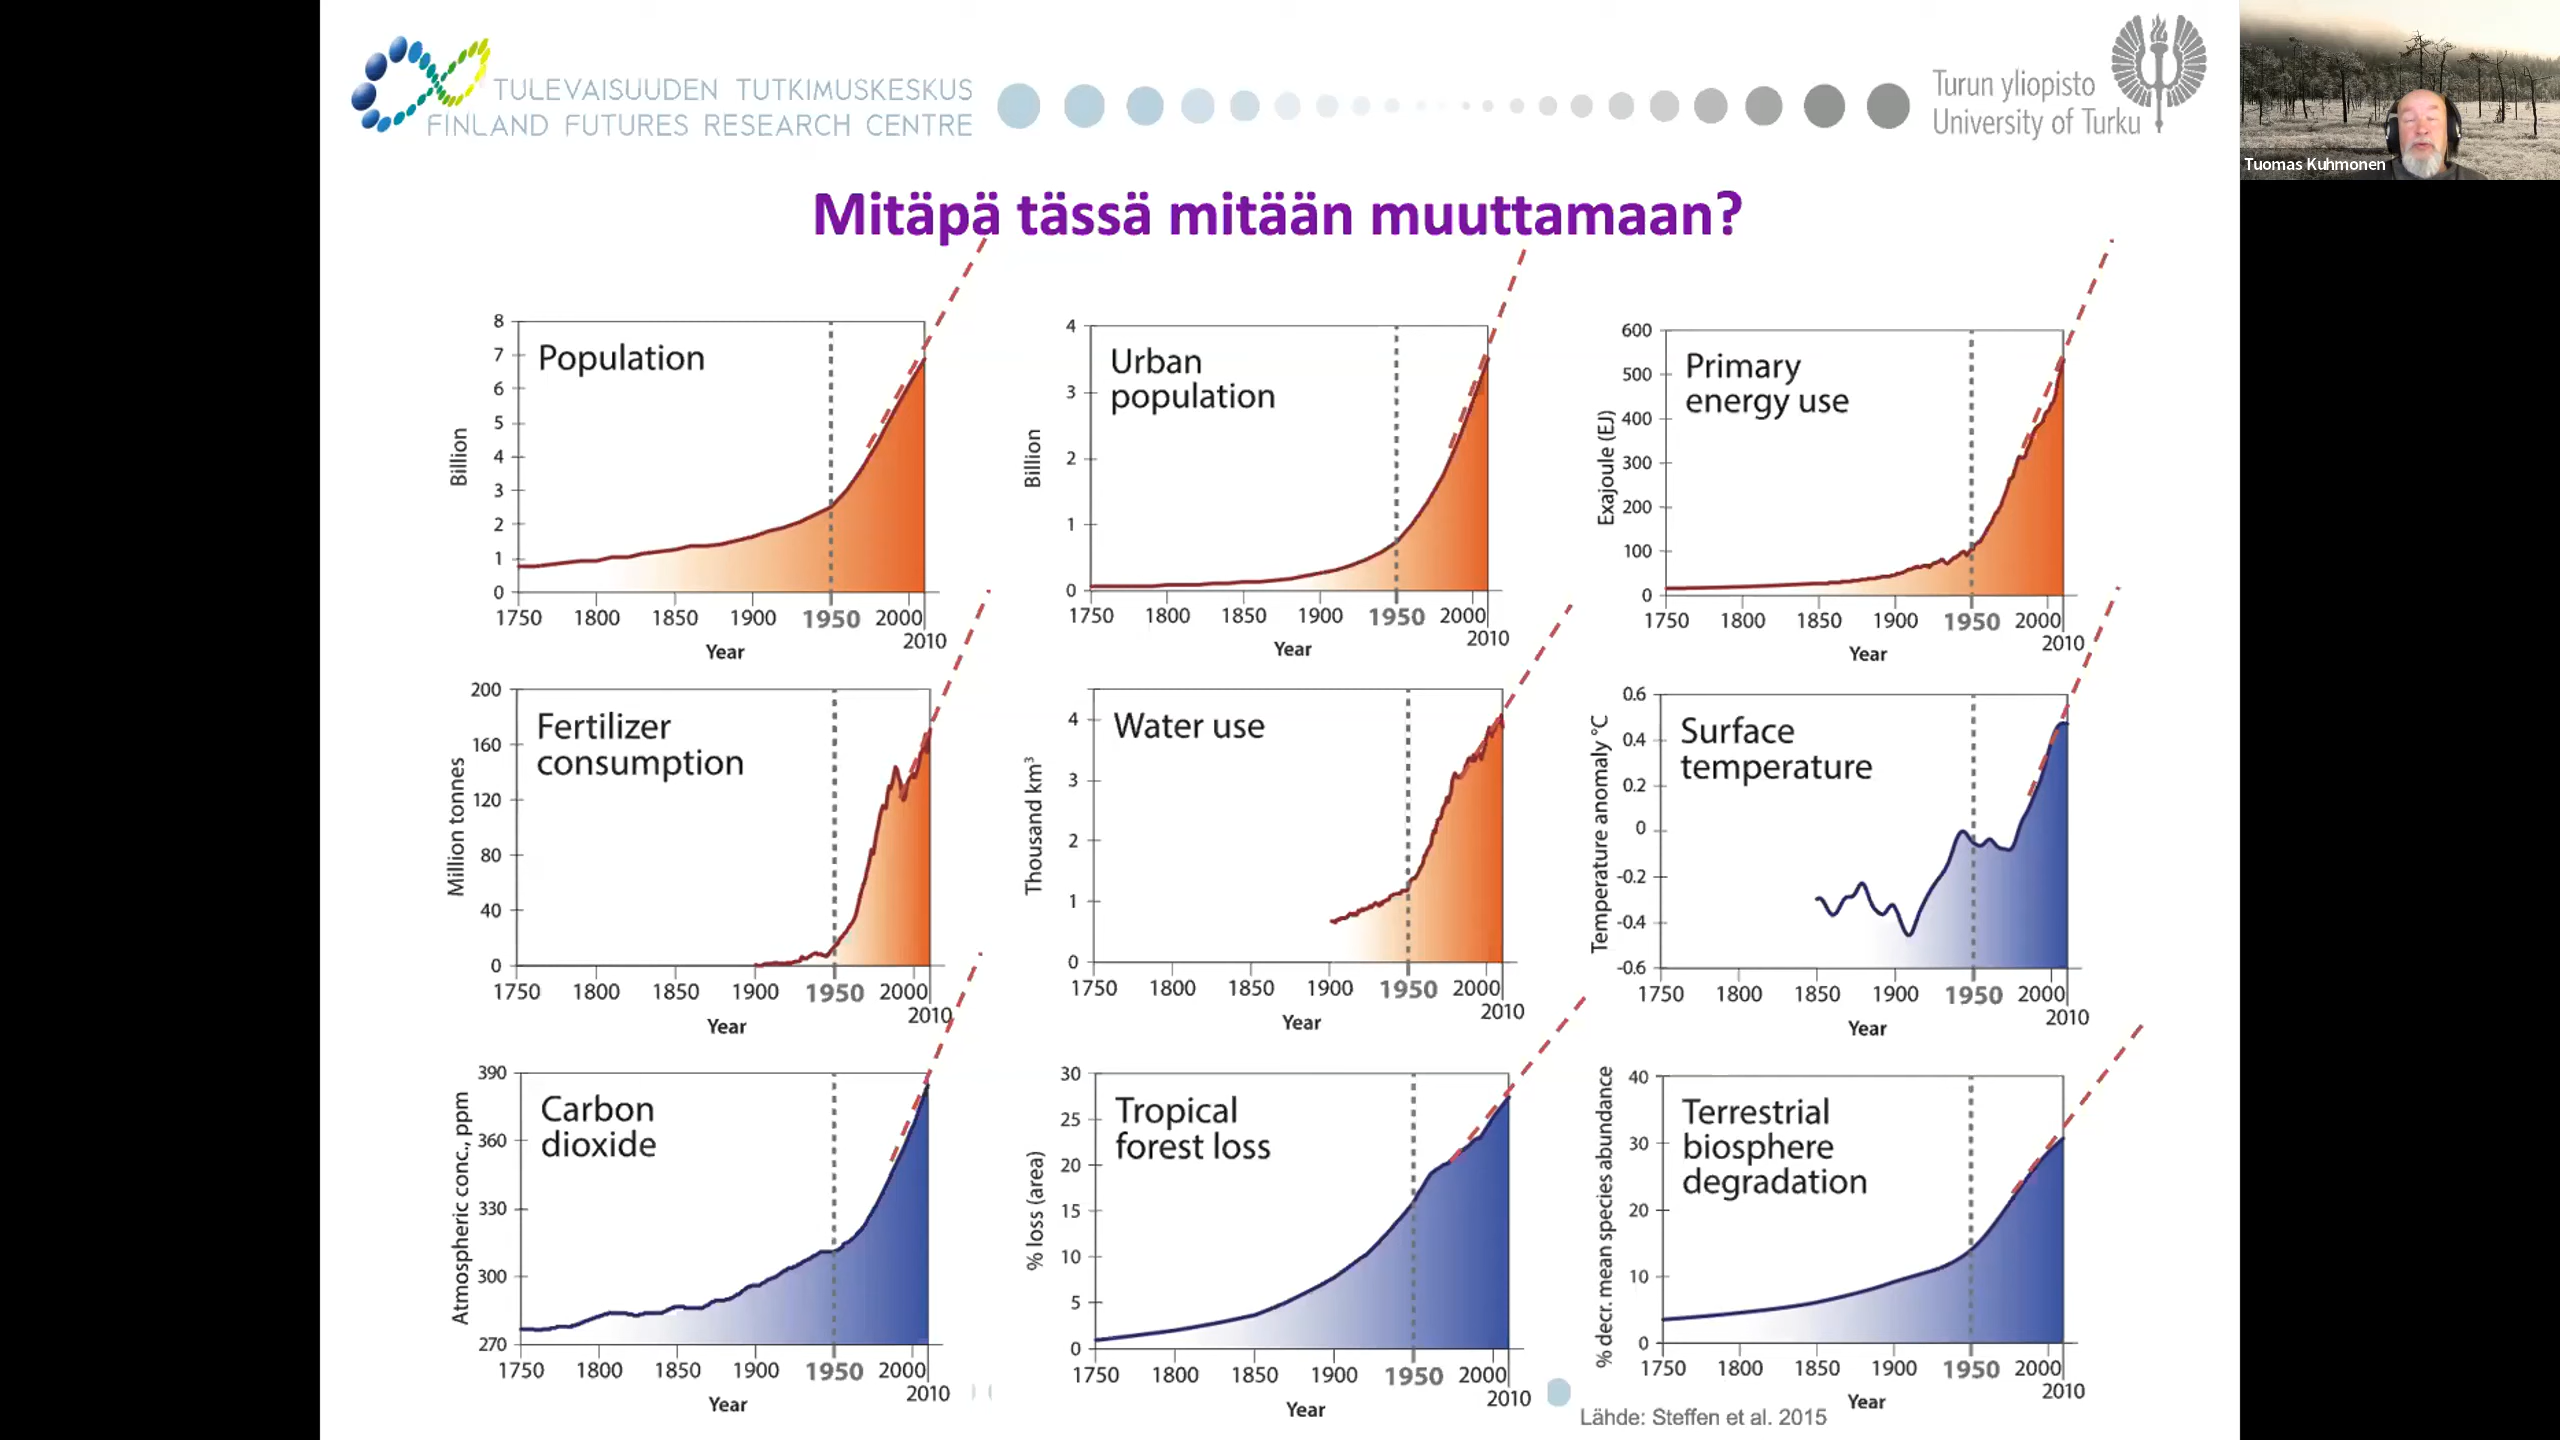 TULEVAISUUDEN TUTKIMUSKESKUS
FINLAND FUTURES RESEARCH CENTRE
Turun yliopisto
University of Turku
Tuomas Kuhmonen
Mitäpä tässä mitään muuttamaan?
Population
Billion
8
7
6
5
4
3
2
1
0
1750 1800 1850 1900 1950 2000
2010
Year
Urban
population
Billion
4
3
2
1
0
1750 1800 1850 1900 1950 2000
2010
Year
Primary
energy use
Exajoule (EJ)
600
500
400
300
200
100
0
1750 1800 1850 1900 1950 2000
2010
Year
Fertilizer
consumption
Million tonnes
200
160
120
80
40
0
1750 1800 1850 1900 1950 2000
2010
Year
Water use
Thousand km³
4
3
2
1
0
1750 1800 1850 1900 1950 2000
2010
Year
Surface
temperature
Temperature anomaly °C
0.6
0.4
0.2
0
-0.2
-0.4
-0.6
1750 1800 1850 1900 1950 2000
2010
Year
Carbon
dioxide
Atmospheric conc., ppm
390
360
330
300
270
1750 1800 1850 1900 1950 2000
2010
Year
Tropical
forest loss
% loss (area)
30
25
20
15
10
5
0
1750 1800 1850 1900 1950 2000
2010
Year
Terrestrial
biosphere
degradation
% decr. mean species abundance
40
30
20
10
0
1750 1800 1850 1900 1950 2000
2010
Year
Lähde: Steffen et al. 2015